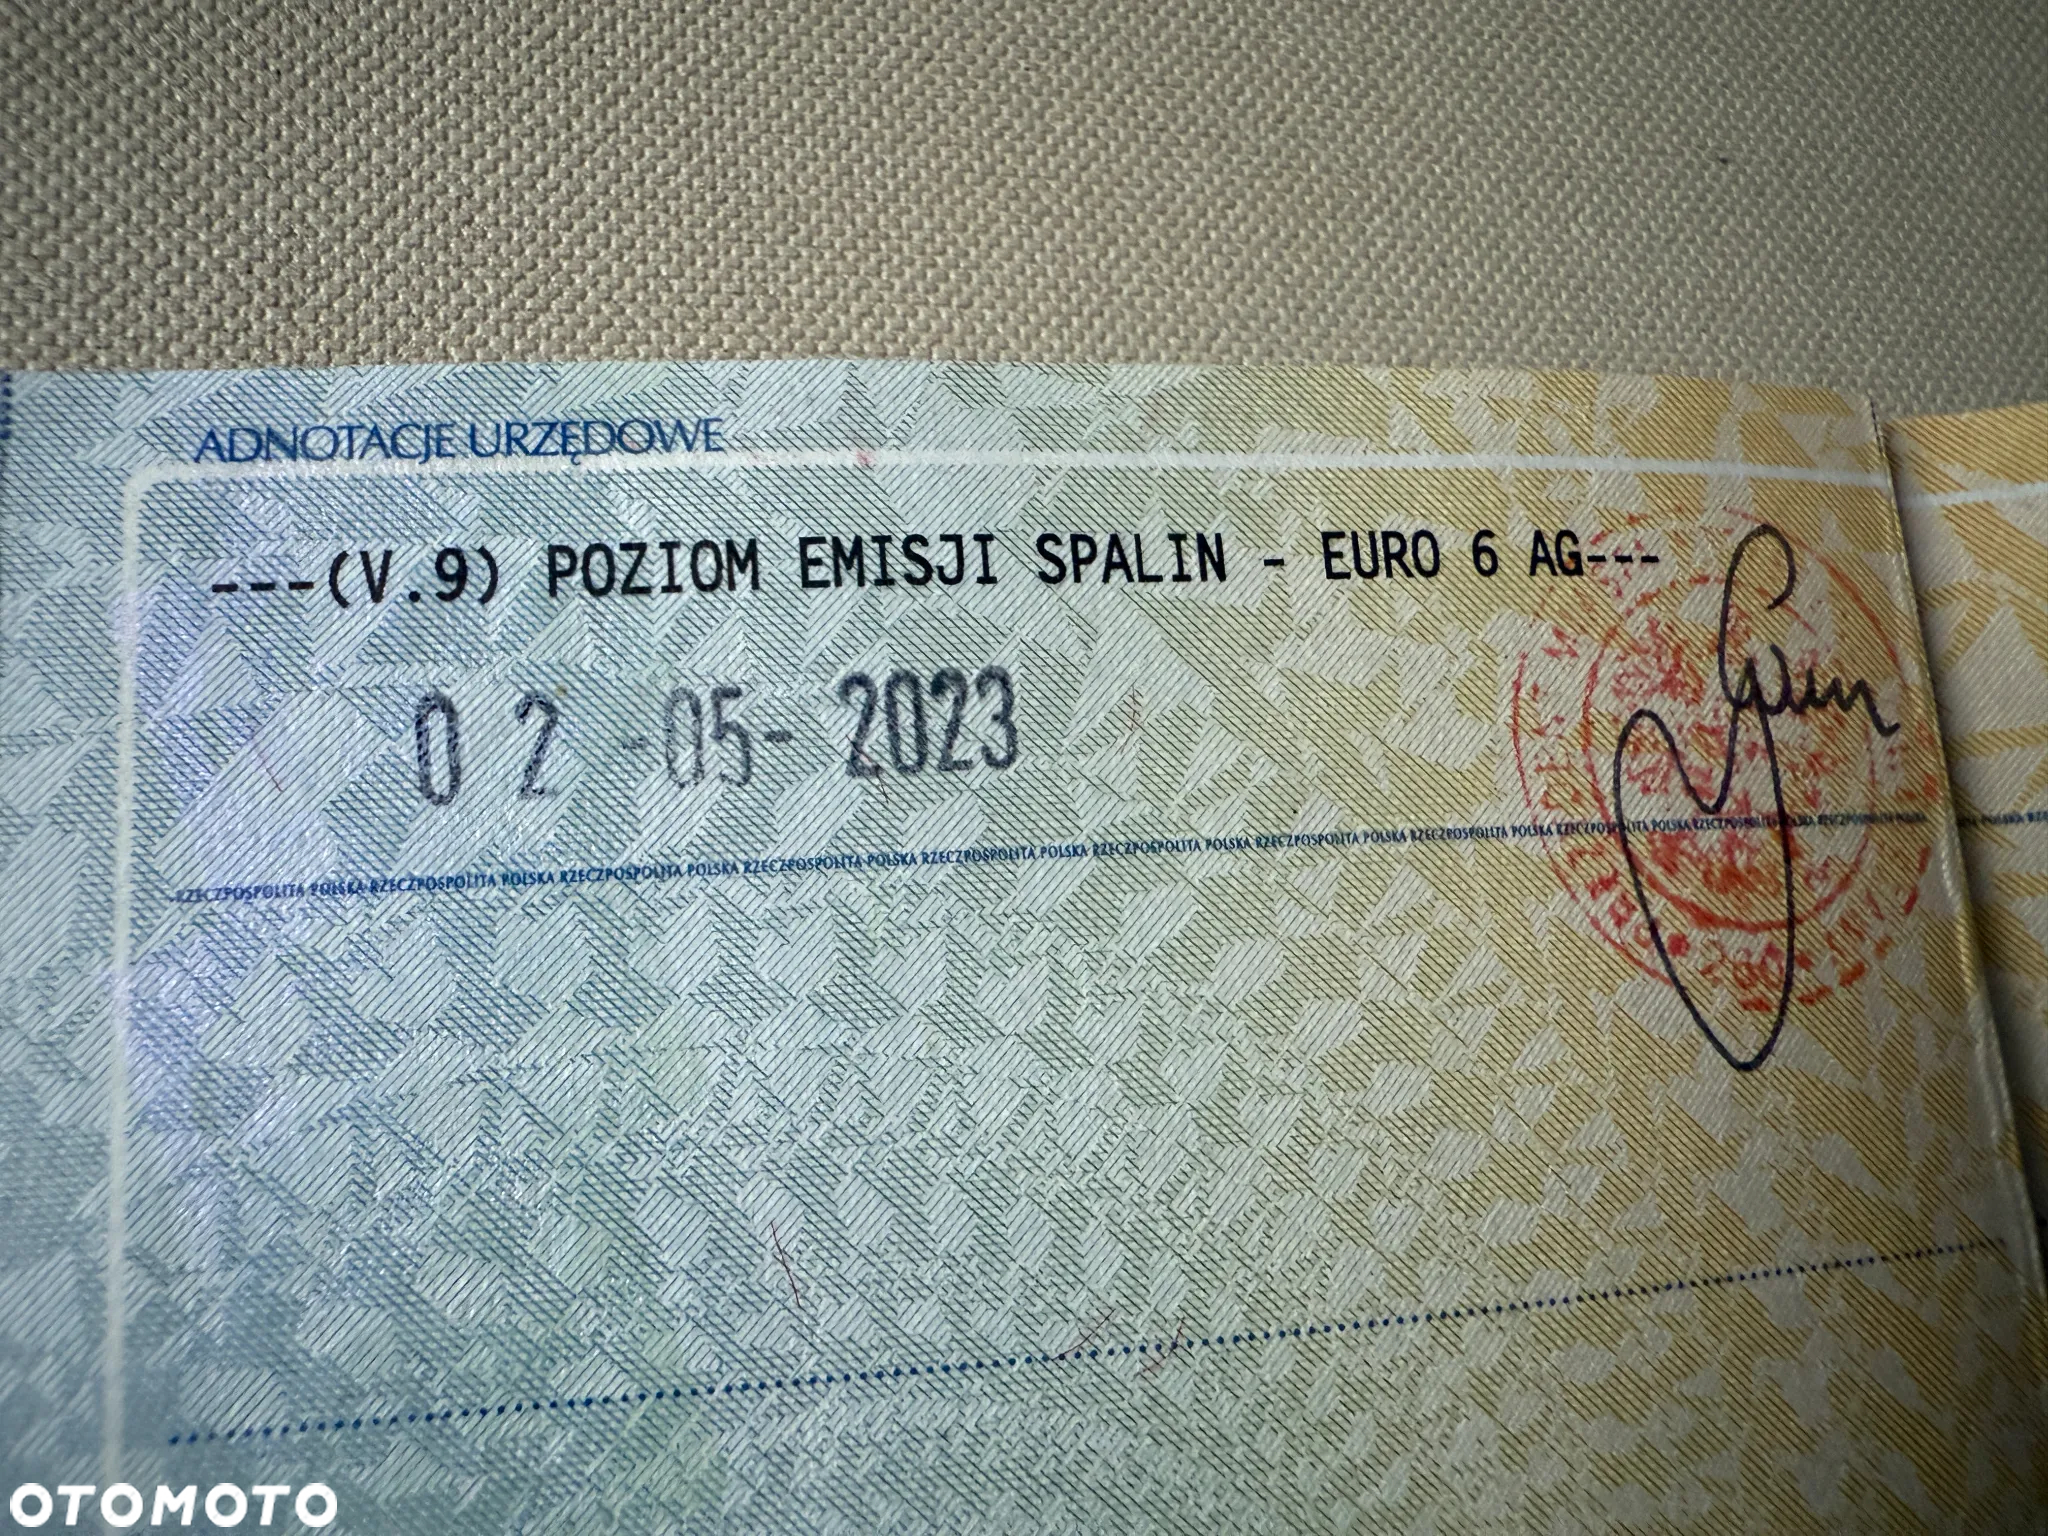 ADNOTACJE URZĘDOWE
---(V.9) POZIOM EMISJI SPALIN - EURO 6 AG---
02 -05- 2023
RZECZPOSPOLITA POLSKA RZECZPOSPOLITA POLSKA RZECZPOSPOLITA POLSKA RZECZPOSPOLITA POLSKA RZECZPOSPOLITA POLSKA RZECZPOSPOLITA POLSKA RZECZPOSPOLITA POLSKA RZECZPOSPOLITA POLSKA RZECZPOSPOLITA POLSKA
OTOMOTO